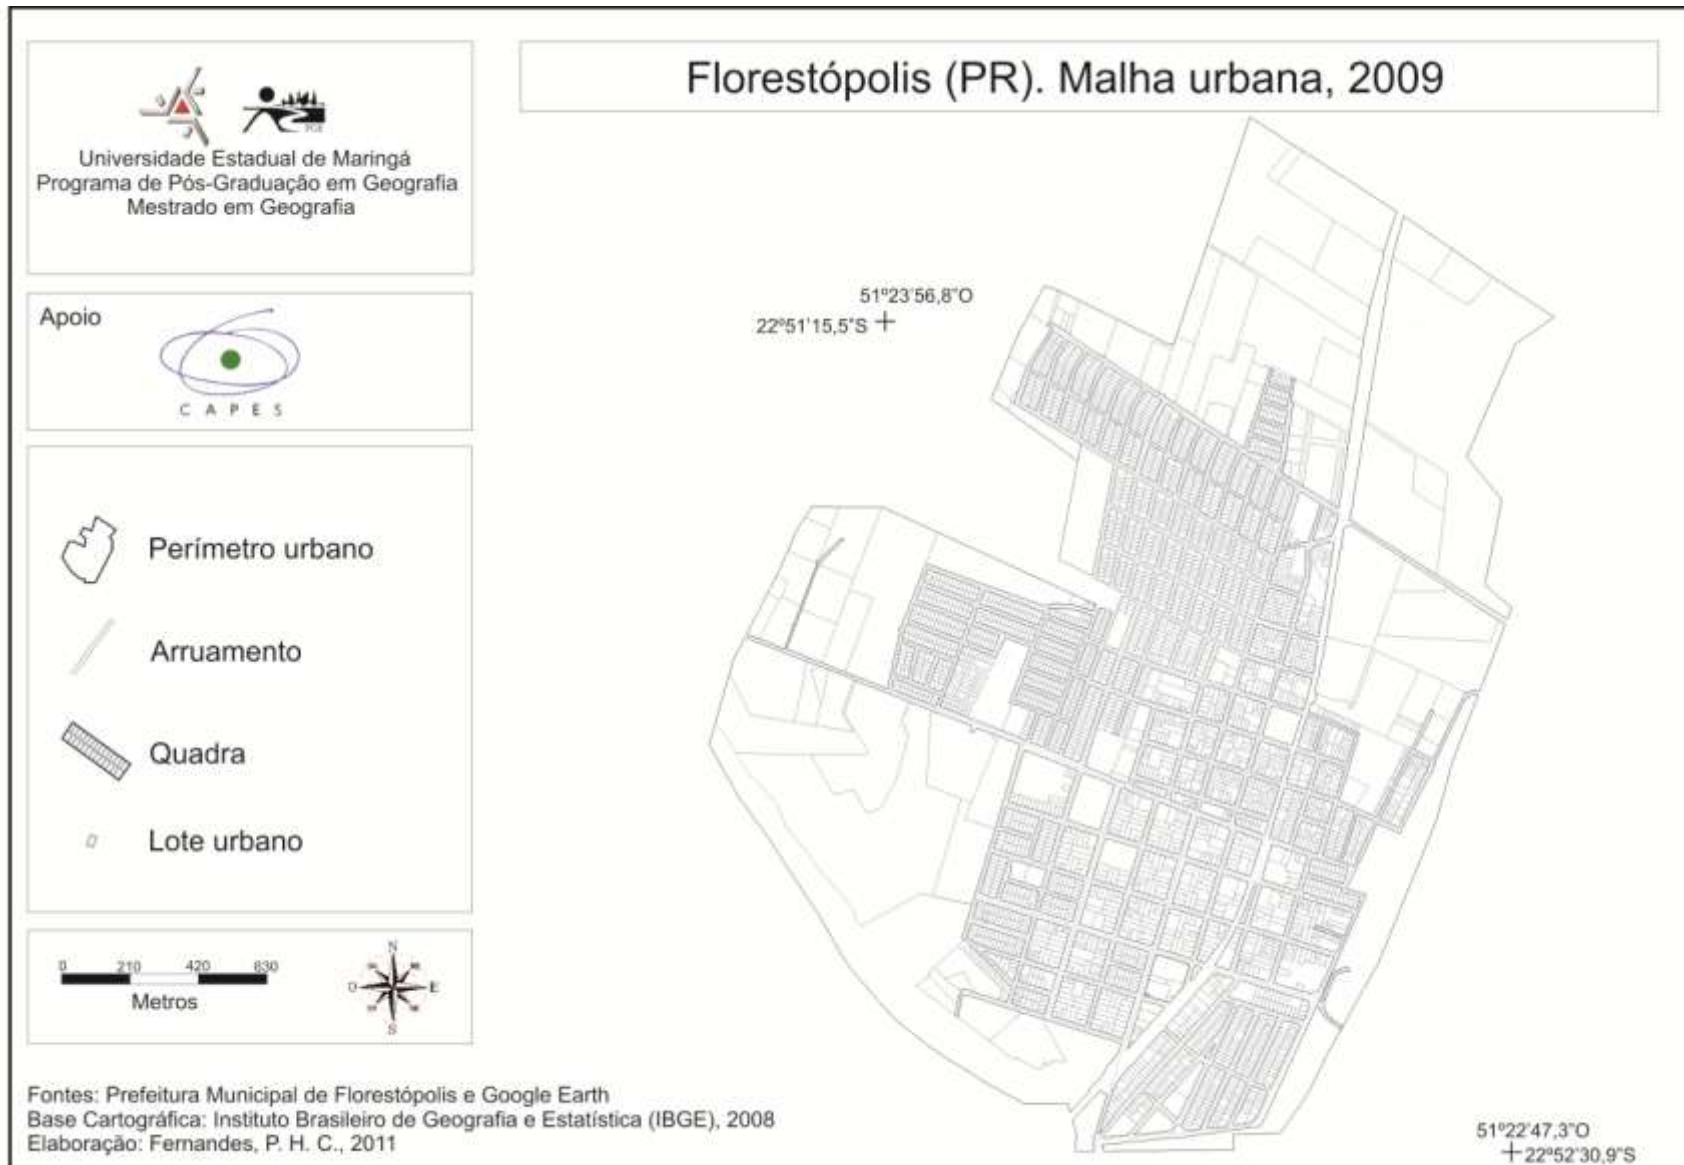 Florestópolis (PR). Malha urbana, 2009
Universidade Estadual de Maringá
Programa de Pós-Graduação em Geografia
Mestrado em Geografia
Apoio
CAPES
Perímetro urbano
Arruamento
Quadra
Lote urbano
0 210 420 630
Metros
N
O E
S
51º23'56,8"O
22º51'15,5"S
51º22'47,3"O
22º52'30,9"S
Fontes: Prefeitura Municipal de Florestópolis e Google Earth
Base Cartográfica: Instituto Brasileiro de Geografia e Estatística (IBGE), 2008
Elaboração: Fernandes, P. H. C., 2011